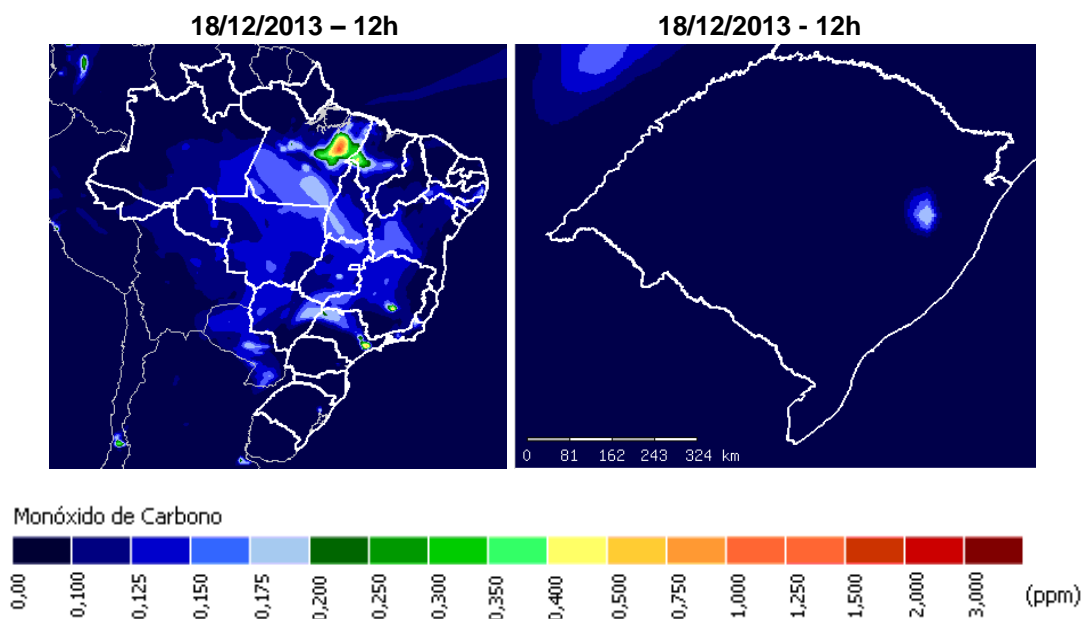 18/12/2013 – 12h
18/12/2013 - 12h
0 81 162 243 324 km
Monóxido de Carbono
0,00 0,100 0,125 0,150 0,175 0,200 0,250 0,300 0,350 0,400 0,500 0,750 1,000 1,250 1,500 2,000 3,000 (ppm)